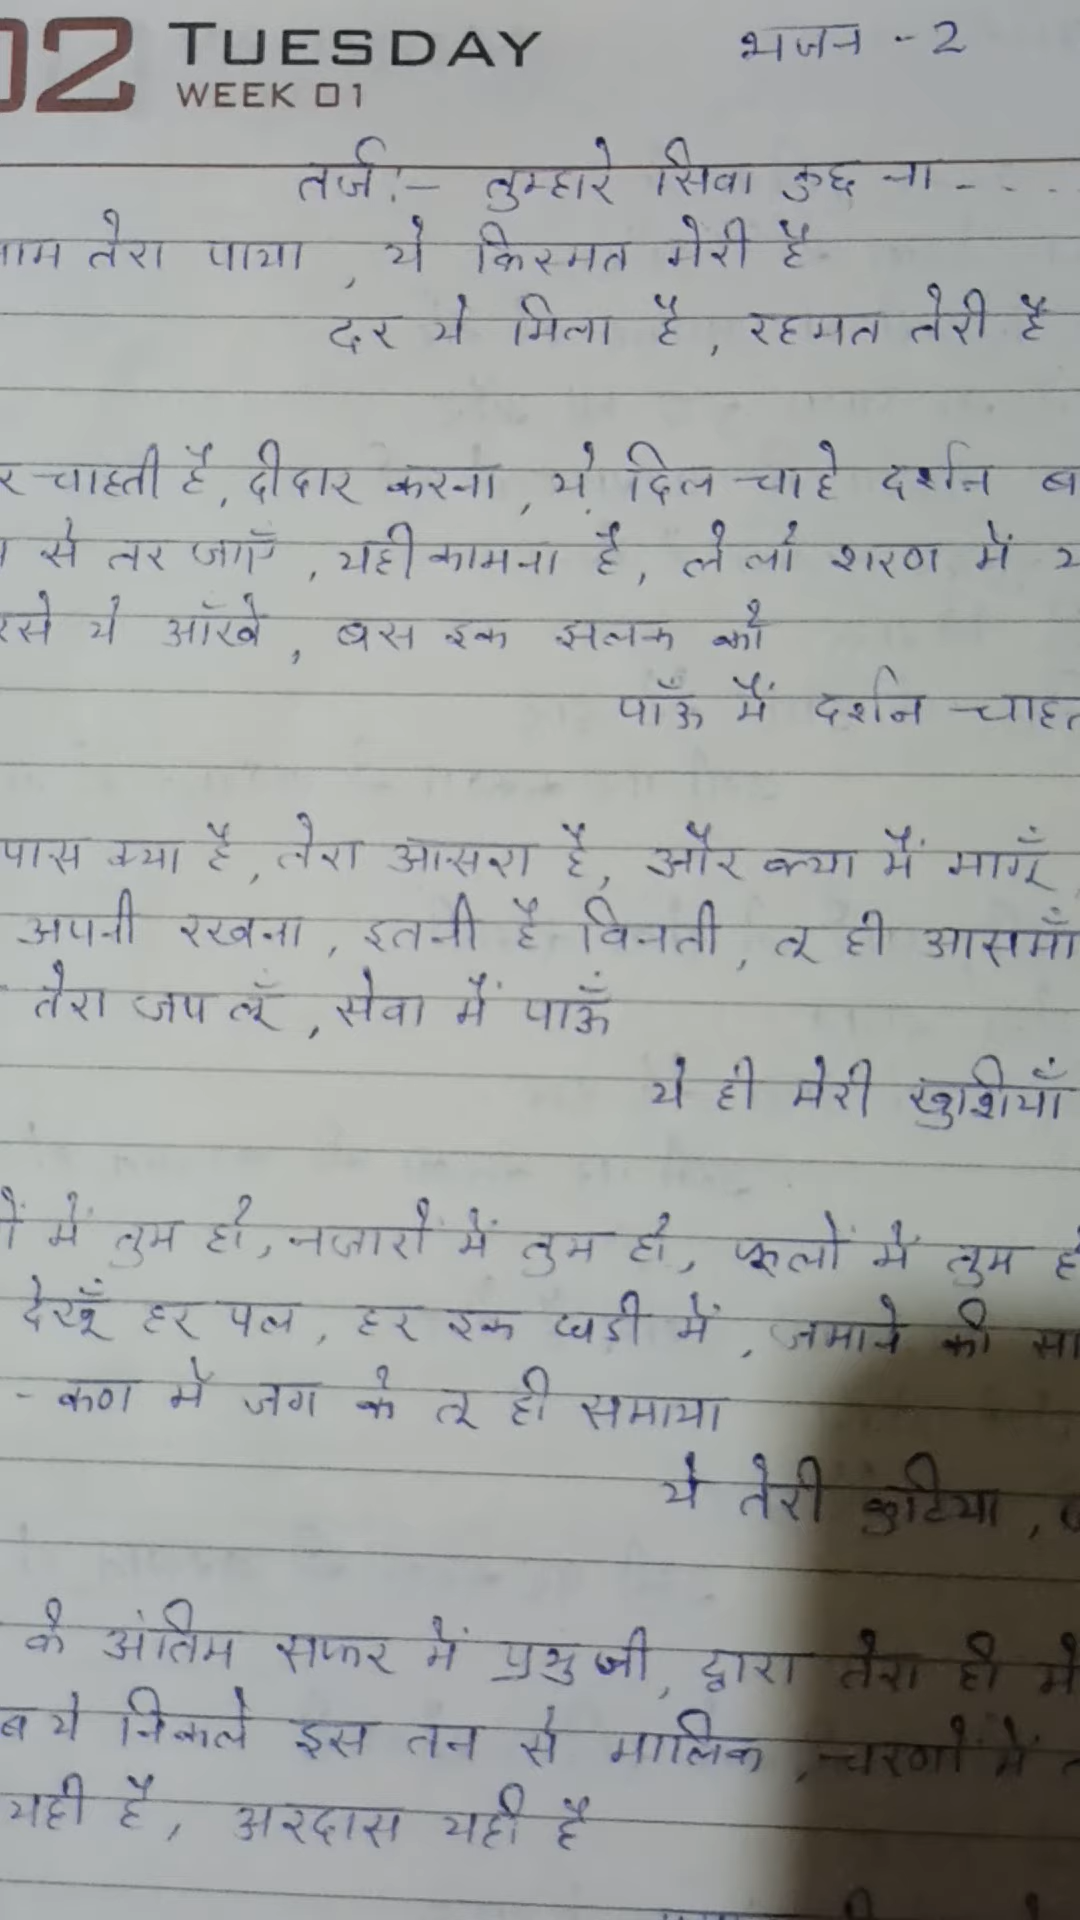 02 TUESDAY
WEEK 01
भजन - 2
तर्ज :- तुम्हारे सिवा कुछ ना - . . .
नाम तेरा पाया , ये किस्मत मेरी है
दर ये मिला है , रहमत तेरी है
चाहती है , दीदार करना , ये दिल चाहे दर्शन
से तर जाएँ , यही कामना है , ले लो शरण में
ये आँखे , बस इक झलक को
पाऊँ मैं दर्शन
पास क्या है , तेरा आसरा है , और क्या मैं मागूँ
अपनी रखना , इतनी है विनती , तू ही आसमाँ
तेरा जप लूँ , सेवा मैं पाऊँ
ये ही मेरी खुशियाँ
में तुम हो , नजारों में तुम हो , फूलों में तुम
देखूँ हर पल , हर इक घड़ी में , जमाने की
- कण में जग के तू ही समाया
ये तेरी कुटिया ,
के अंतिम सफर में प्रभु जी , द्वारा तेरा ही
ये निकले इस तन से मालिक , चरणों में
यही है , अरदास यही है